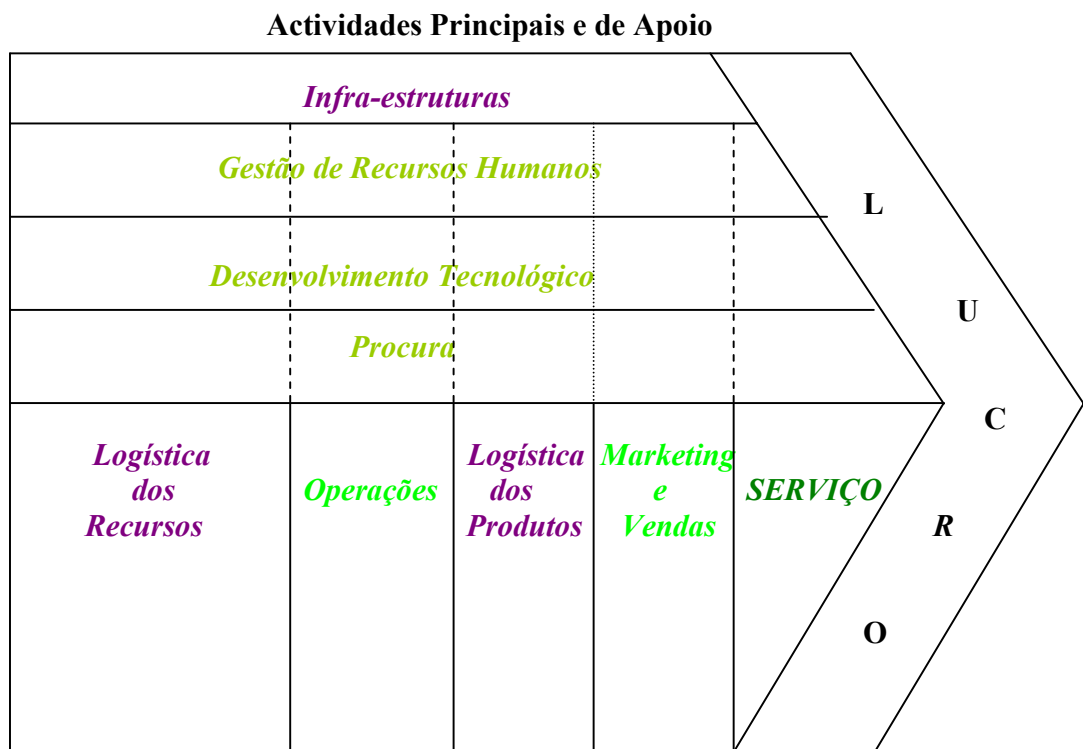 Actividades Principais e de Apoio
Infra-estruturas
Gestão de Recursos Humanos
Desenvolvimento Tecnológico
Procura
Logística
dos
Recursos
Operações
Logística
dos
Produtos
Marketing
e
Vendas
SERVIÇO
L
U
C
R
O